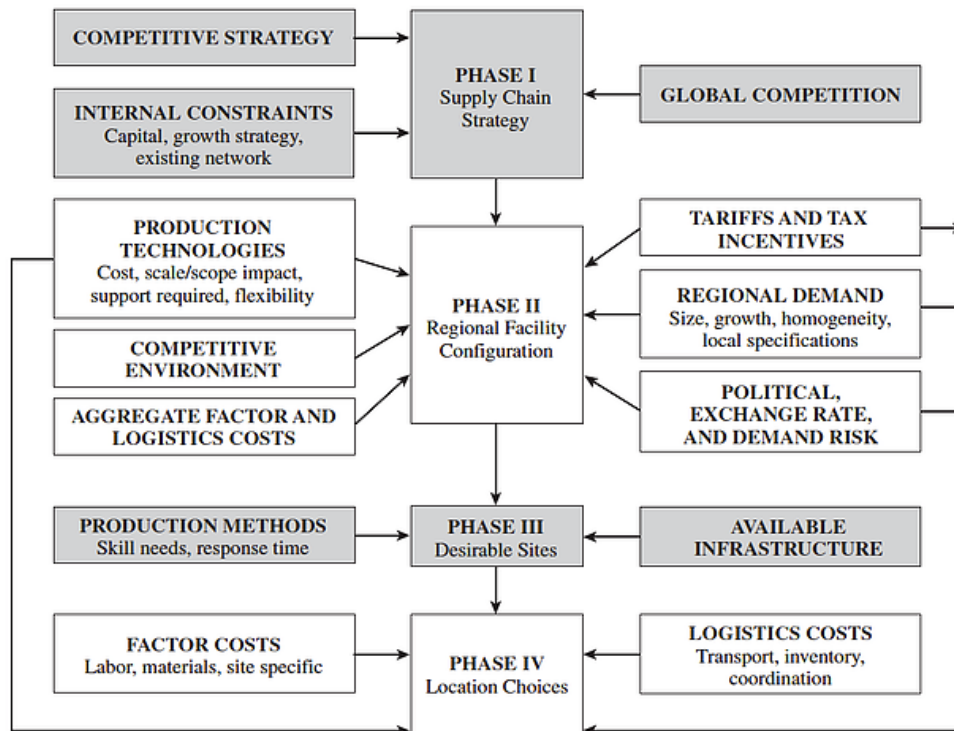 COMPETITIVE STRATEGY
PHASE I
Supply Chain
Strategy
GLOBAL COMPETITION
INTERNAL CONSTRAINTS
Capital, growth strategy,
existing network
PRODUCTION
TECHNOLOGIES
Cost, scale/scope impact,
support required, flexibility
COMPETITIVE
ENVIRONMENT
AGGREGATE FACTOR AND
LOGISTICS COSTS
PHASE II
Regional Facility
Configuration
TARIFFS AND TAX
INCENTIVES
REGIONAL DEMAND
Size, growth, homogeneity,
local specifications
POLITICAL,
EXCHANGE RATE,
AND DEMAND RISK
PRODUCTION METHODS
Skill needs, response time
PHASE III
Desirable Sites
AVAILABLE
INFRASTRUCTURE
FACTOR COSTS
Labor, materials, site specific
PHASE IV
Location Choices
LOGISTICS COSTS
Transport, inventory,
coordination